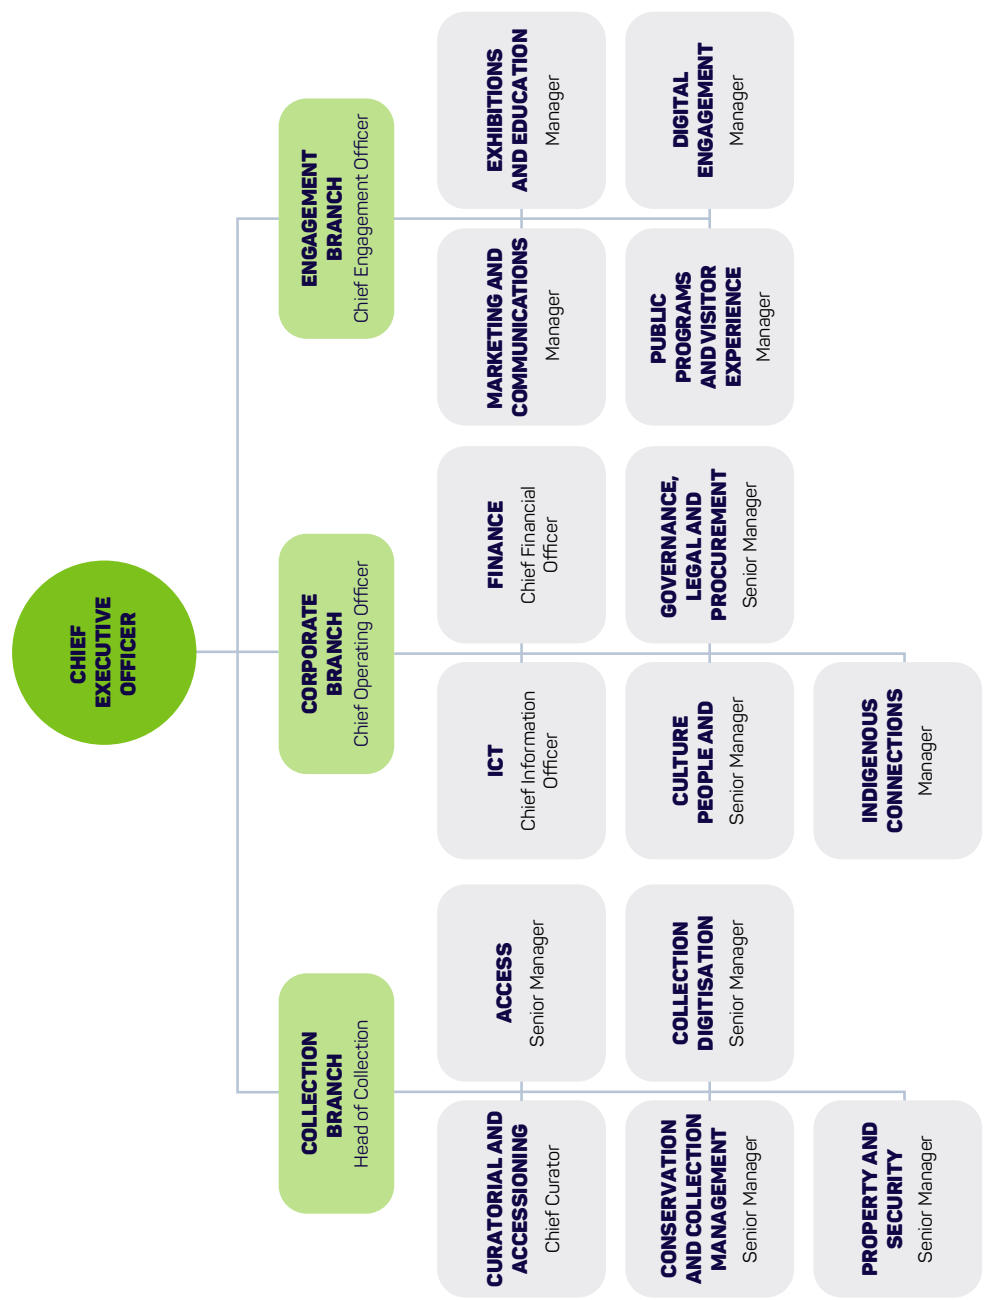 CHIEF
EXECUTIVE
OFFICER
COLLECTION
BRANCH
Head of Collection
CURATORIAL AND
ACCESSIONING
Chief Curator
ACCESS
Senior Manager
CONSERVATION
AND COLLECTION
MANAGEMENT
Senior Manager
COLLECTION
DIGITISATION
Senior Manager
PROPERTY AND
SECURITY
Senior Manager
CORPORATE
BRANCH
Chief Operating Officer
ICT
Chief Information
Officer
FINANCE
Chief Financial
Officer
CULTURE
PEOPLE AND
Senior Manager
GOVERNANCE,
LEGAL AND
PROCUREMENT
Senior Manager
INDIGENOUS
CONNECTIONS
Manager
ENGAGEMENT
BRANCH
Chief Engagement Officer
MARKETING AND
COMMUNICATIONS
Manager
EXHIBITIONS
AND EDUCATION
Manager
PUBLIC
PROGRAMS
AND VISITOR
EXPERIENCE
Manager
DIGITAL
ENGAGEMENT
Manager